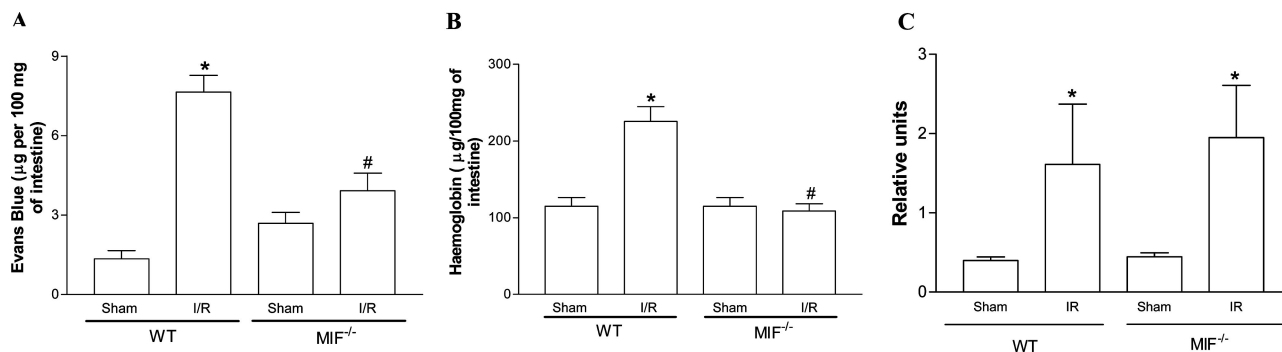 A
Evans Blue (μg per 100 mg
of intestine)
9
6
3
0
*
#
Sham
I/R
Sham
I/R
WT
MIF-/-
B
Haemoglobin ( μg/100mg of
intestine)
300
200
100
0
*
#
Sham
I/R
Sham
I/R
WT
MIF-/-
C
Relative units
3
2
1
0
*
*
Sham
IR
Sham
IR
WT
MIF-/-